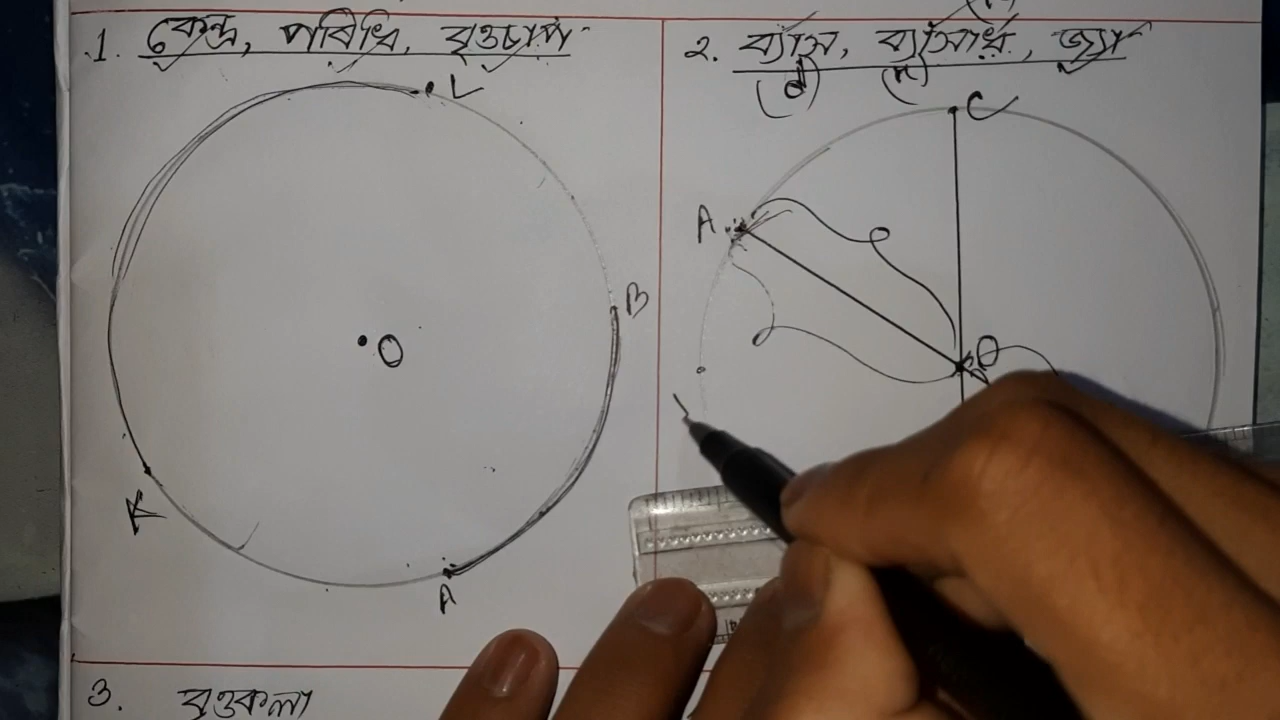 1. কেন্দ্র, পরিধি, বৃত্তচাপ
L
B
O
K
A
2. ব্যাস, ব্যাসার্ধ, জ্যা
(d) (r)
C
A
O
3. বৃত্তকলা